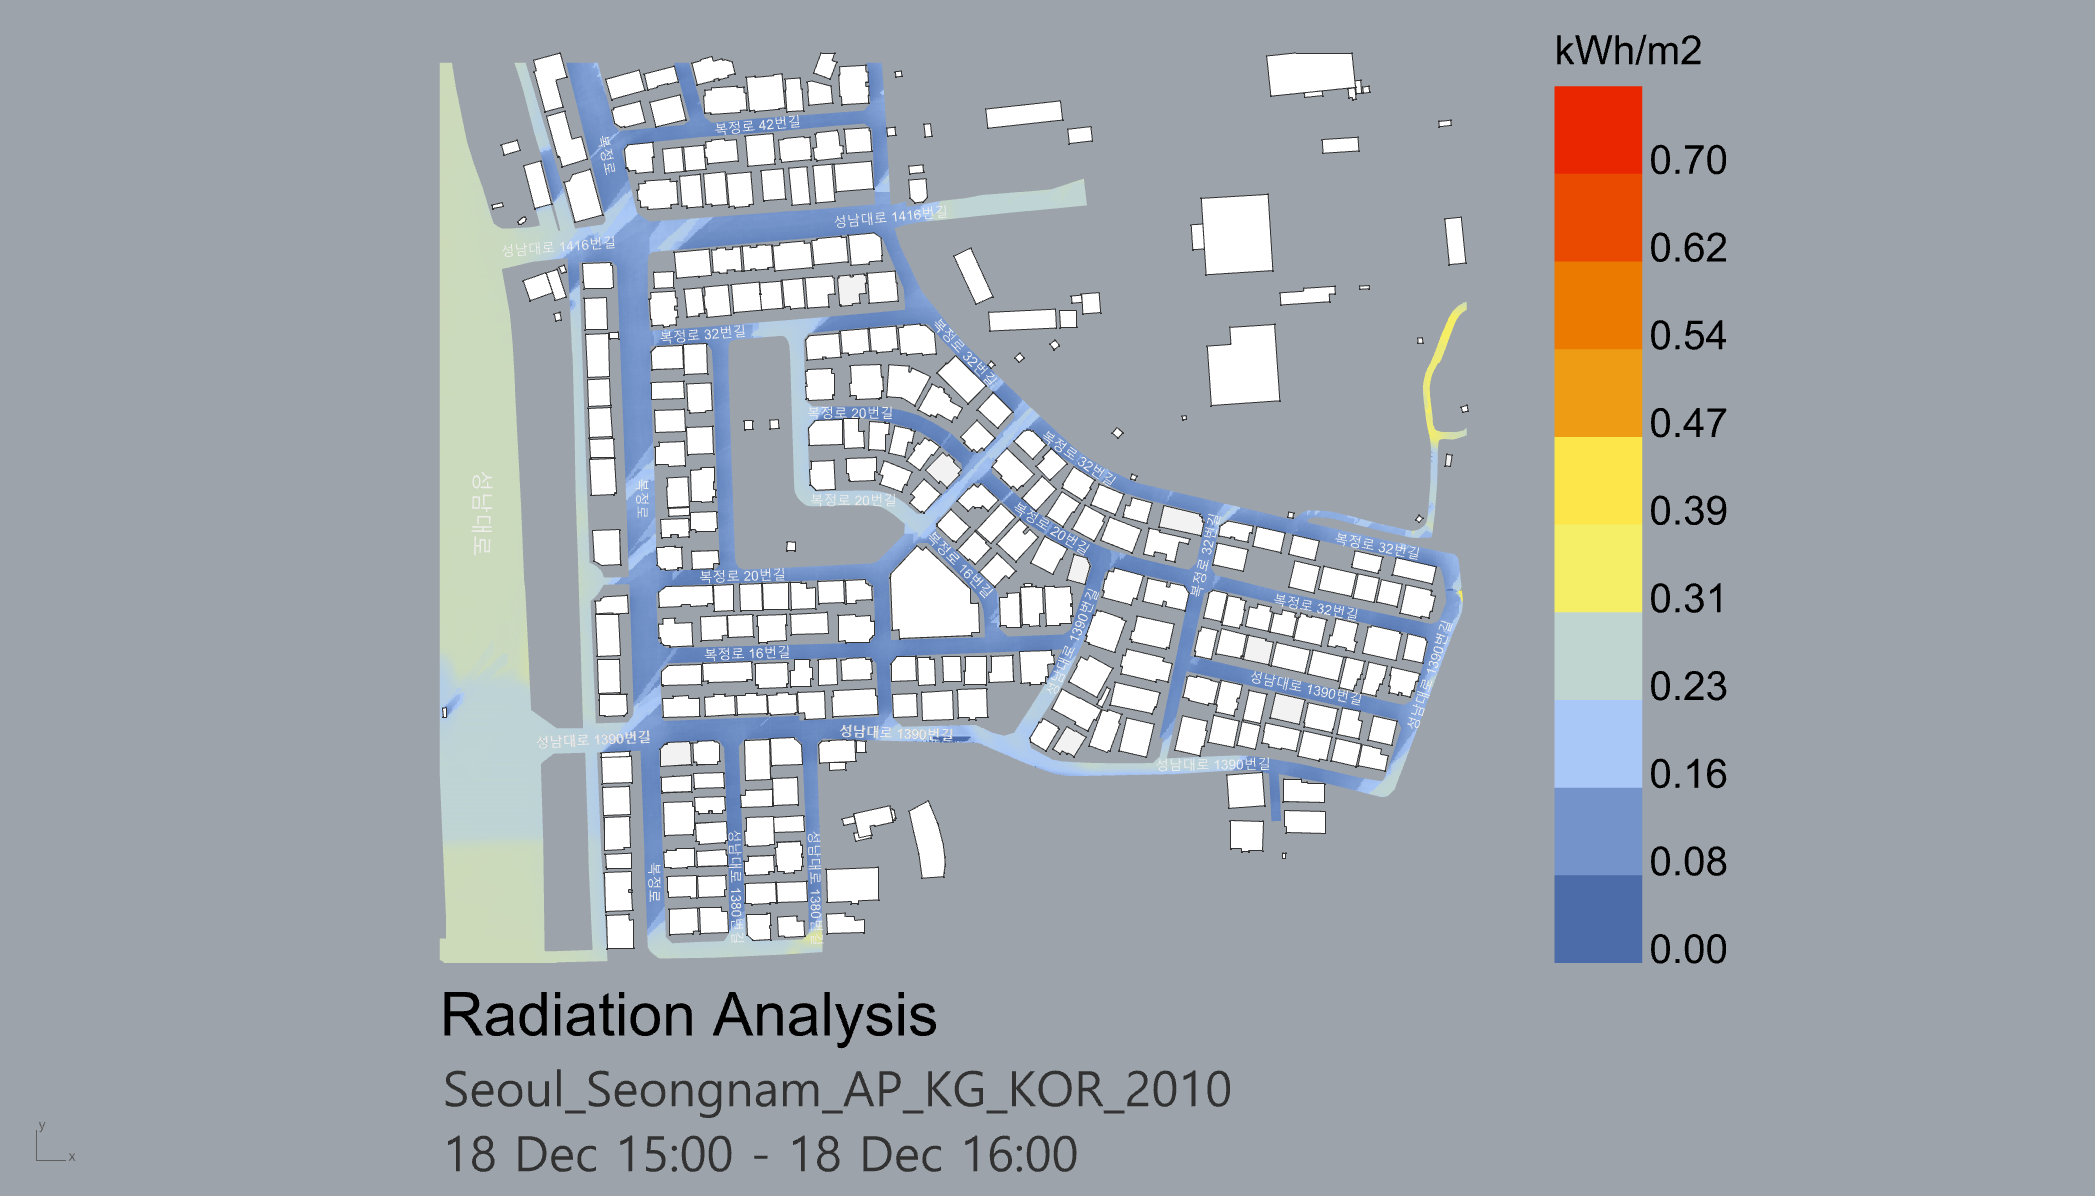 kWh/m2
0.70
0.62
0.54
0.47
0.39
0.31
0.23
0.16
0.08
0.00
복정로 42번길
복정로
성남대로 1416번길
성남대로 1416번길
복정로 32번길
복정로 32번길
복정로 20번길
복정로 32번길
성남대로
복정로
복정로 20번길
복정로 20번길
복정로 32번길
복정로 32번길
복정로 16번길
복정로 20번길
복정로 32번길
성남대로 1390번길
복정로 16번길
성남대로 1390번길
성남대로 1390번길
성남대로 1390번길
성남대로 1390번길
성남대로 1390번길
복정로
성남대로 1380번길
성남대로 1380번길
Radiation Analysis
Seoul_Seongnam_AP_KG_KOR_2010
18 Dec 15:00 - 18 Dec 16:00
y
x